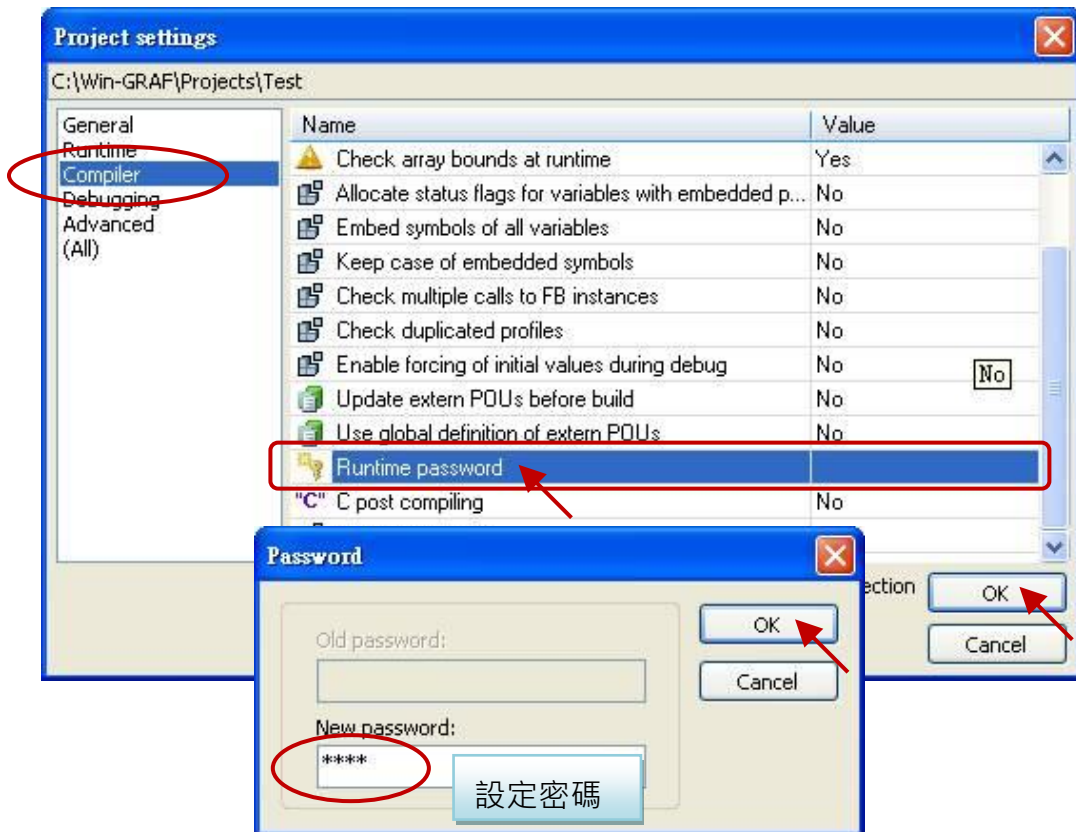 Project settings
C:\Win-GRAF\Projects\Test
General
Runtime
Compiler
Debugging
Advanced
(All)
Name Value
Check array bounds at runtime Yes
Allocate status flags for variables with embedded p... No
Embed symbols of all variables No
Keep case of embedded symbols No
Check multiple calls to FB instances No
Check duplicated profiles No
Enable forcing of initial values during debug No
No
Update extern POUs before build No
Use global definition of extern POUs No
Runtime password
"C" C post compiling No
ection
OK
Cancel
Password
Old password:
New password:
****
OK
Cancel
設定密碼